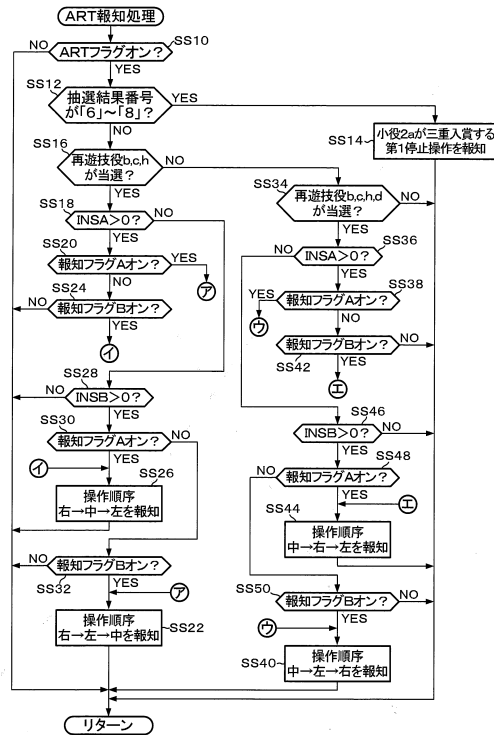 ART報知処理
SS10
ARTフラグオン?
NO
YES
SS12
抽選結果番号
が「6」~「8」?
YES
NO
SS14
小役2aが三重入賞する
第1停止操作を報知
SS16
再遊技役b,c,h
が当選?
NO
YES
SS34
再遊技役b,c,h,d
が当選?
NO
YES
SS18
INSA>0?
NO
YES
SS36
INSA>0?
NO
YES
SS20
報知フラグAオン?
YES
NO
ア
SS38
報知フラグAオン?
YES
NO
ウ
SS24
報知フラグBオン?
NO
YES
イ
SS42
報知フラグBオン?
NO
YES
エ
SS28
INSB>0?
NO
YES
SS46
INSB>0?
NO
YES
SS30
報知フラグAオン?
NO
YES
イ
SS48
報知フラグAオン?
NO
YES
エ
SS26
操作順序
右→中→左を報知
SS44
操作順序
中→右→左を報知
SS32
報知フラグBオン?
NO
YES
ア
SS50
報知フラグBオン?
NO
YES
ウ
SS22
操作順序
右→左→中を報知
SS40
操作順序
中→左→右を報知
リターン